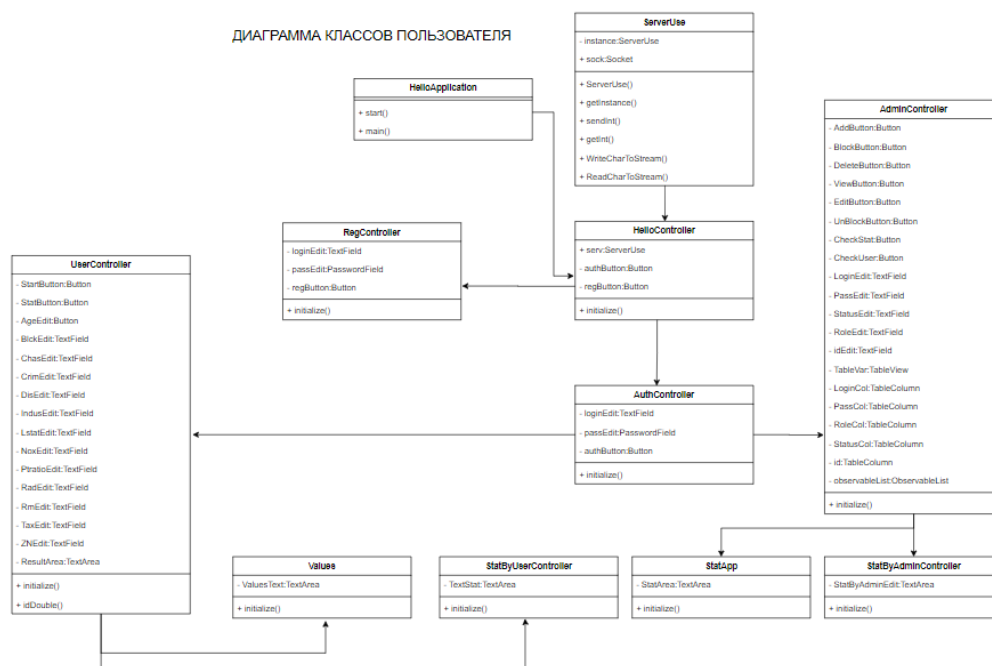 ДИАГРАММА КЛАССОВ ПОЛЬЗОВАТЕЛЯ
ServerUse
- instance:ServerUse
+ sock:Socket
+ ServerUse()
+ getInstance()
+ sendInt()
+ getInt()
+ WriteCharToStream()
+ ReadCharToStream()
HelloApplication
+ start()
+ main()
AdminController
- AddButton:Button
- BlockButton:Button
- DeleteButton:Button
- ViewButton:Button
- EditButton:Button
- UnBlockButton:Button
- CheckStat:Button
- CheckUser:Button
- LoginEdit:TextField
- PassEdit:TextField
- StatusEdit:TextField
- RoleEdit:TextField
- idEdit:TextField
- TableVar:TableView
- LoginCol:TableColumn
- PassCol:TableColumn
- RoleCol:TableColumn
- StatusCol:TableColumn
- id:TableColumn
- observableList:ObservableList
+ initialize()
RegController
- loginEdit:TextField
- passEdit:PasswordField
- regButton:Button
+ initialize()
HelloController
+ serv:ServerUse
- authButton:Button
- regButton:Button
+ initialize()
UserController
- StartButton:Button
- StatButton:Button
- AgeEdit:Button
- BlckEdit:TextField
- ChasEdit:TextField
- CrimEdit:TextField
- DisEdit:TextField
- IndusEdit:TextField
- LstatEdit:TextField
- NoxEdit:TextField
- PtratioEdit:TextField
- RadEdit:TextField
- RmEdit:TextField
- TaxEdit:TextField
- ZNEdit:TextField
- ResultArea:TextArea
+ initialize()
+ idDouble()
AuthController
- loginEdit:TextField
- passEdit:PasswordField
- authButton:Button
+ initialize()
Values
- ValuesText:TextArea
+ initialize()
StatByUserController
- TextStat:TextArea
+ initialize()
StatApp
- StatArea:TextArea
+ initialize()
StatByAdminController
- StatByAdminEdit:TextArea
+ initialize()